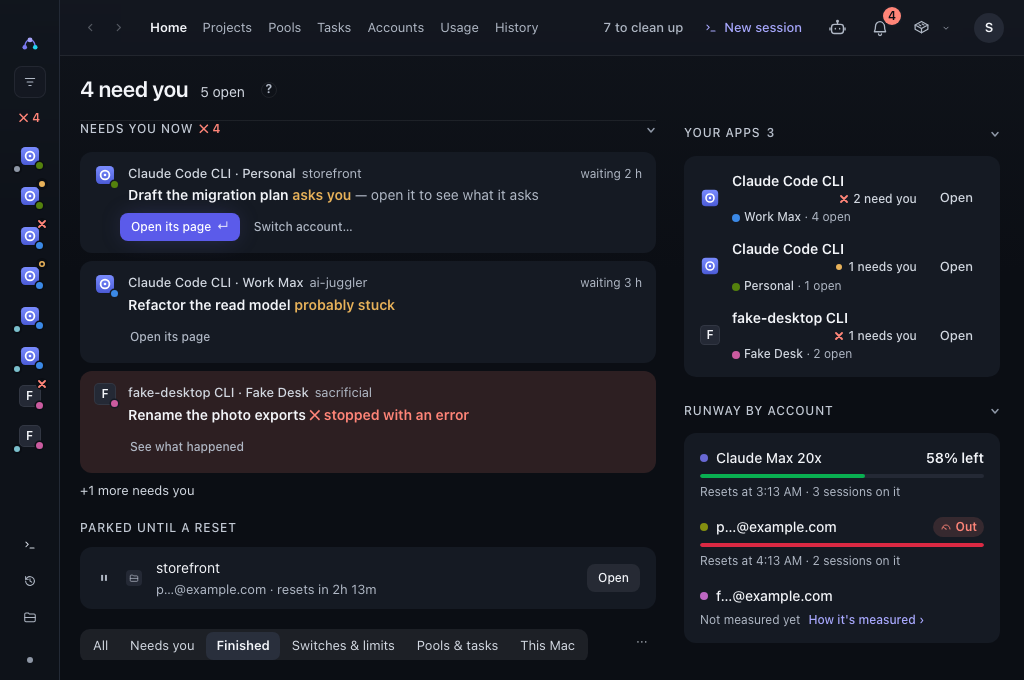 Home Projects Pools Tasks Accounts Usage History 7 to clean up New session 4 S
4
4 need you 5 open ?
NEEDS YOU NOW 4
Claude Code CLI · Personal storefront waiting 2 h
Draft the migration plan asks you — open it to see what it asks
Open its page Switch account...
Claude Code CLI · Work Max ai-juggler waiting 3 h
Refactor the read model probably stuck
Open its page
F fake-desktop CLI · Fake Desk sacrificial
Rename the photo exports stopped with an error
See what happened
+1 more needs you
PARKED UNTIL A RESET
storefront
p...@example.com · resets in 2h 13m
Open
All Needs you Finished Switches & limits Pools & tasks This Mac ...
YOUR APPS 3
Claude Code CLI
2 need you Open
Work Max · 4 open
Claude Code CLI
1 needs you Open
Personal · 1 open
fake-desktop CLI
F 1 needs you Open
Fake Desk · 2 open
RUNWAY BY ACCOUNT
Claude Max 20x 58% left
Resets at 3:13 AM · 3 sessions on it
p...@example.com Out
Resets at 4:13 AM · 2 sessions on it
f...@example.com
Not measured yet How it's measured ›
F
F